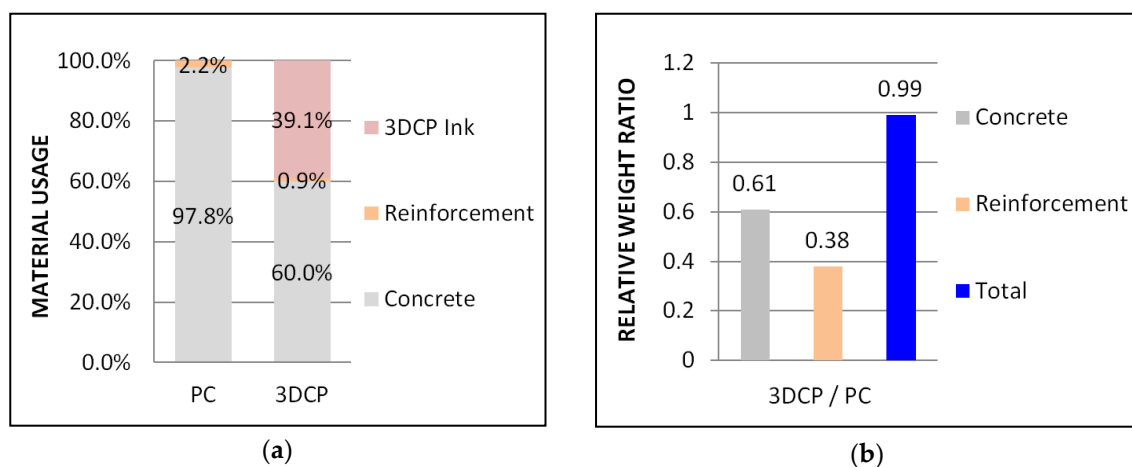 100.0%
80.0%
60.0%
40.0%
20.0%
0.0%
MATERIAL USAGE
2.2%
97.8%
39.1%
0.9%
60.0%
PC
3DCP
3DCP Ink
Reinforcement
Concrete
(a)
1.2
1
0.8
0.6
0.4
0.2
0
RELATIVE WEIGHT RATIO
0.61
0.38
0.99
3DCP / PC
Concrete
Reinforcement
Total
(b)